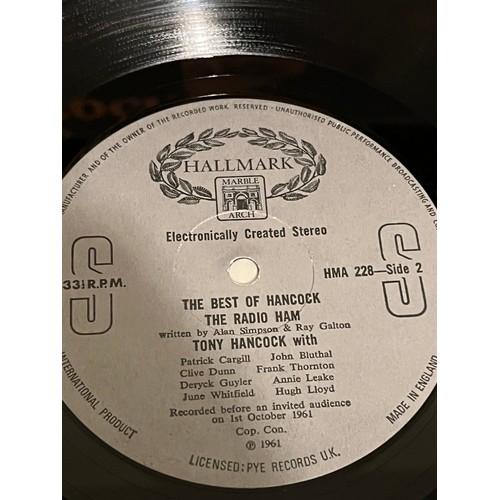 MANUFACTURER AND OF THE OWNER OF THE RECORDED WORK RESERVED - UNAUTHORISED PUBLIC PERFORMANCE BROADCASTING
HALLMARK
MARBLE
ARCH
Electronically Created Stereo
S
S
33⅓ R.P.M.
HMA 228—Side 2
THE BEST OF HANCOCK
THE RADIO HAM
written by Alan Simpson & Ray Galton
TONY HANCOCK with
Patrick Cargill John Bluthal
Clive Dunn Frank Thornton
Deryck Guyler Annie Leake
June Whitfield Hugh Lloyd
Recorded before an invited audience
on 1st October 1961
Cop. Con.
℗ 1961
INTERNATIONAL PRODUCT
MADE IN ENGLAND
LICENSED: PYE RECORDS U.K.